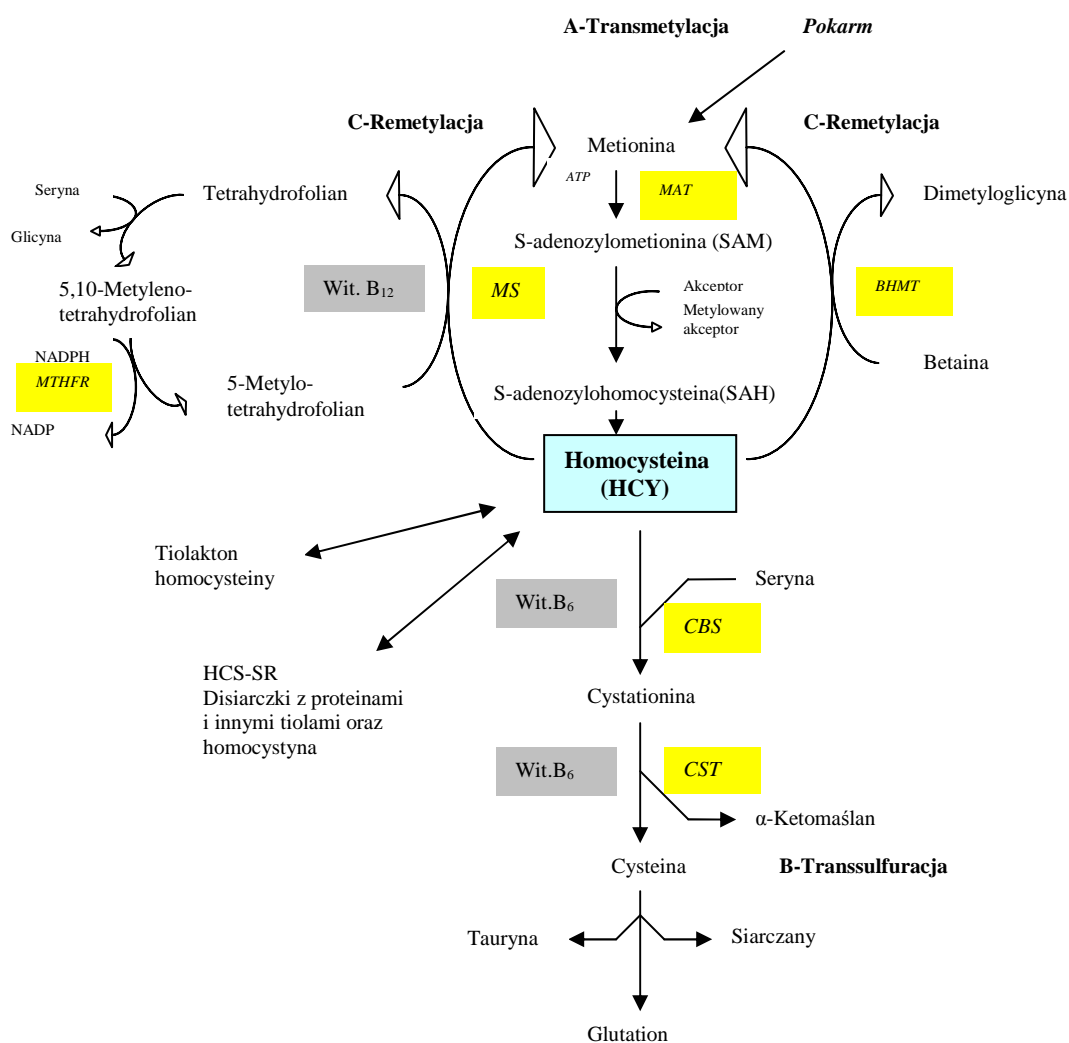 A-Transmetylacja
Pokarm
C-Remetylacja
C-Remetylacja
Metionina
ATP
MAT
Seryna
Tetrahydrofolian
Dimetyloglicyna
Glicyna
S-adenozylometionina (SAM)
5,10-Metyleno-
tetrahydrofolian
Wit. B12
MS
Akceptor
Metylowany
akceptor
BHMT
NADPH
MTHFR
NADP
5-Metylo-
tetrahydrofolian
Betaina
S-adenozylohomocysteina(SAH)
Homocysteina
(HCY)
Tiolakton
homocysteiny
Wit.B6
Seryna
CBS
HCS-SR
Disiarczki z proteinami
i innymi tiolami oraz
homocystyna
Cystationina
Wit.B6
CST
α-Ketomaślan
Cysteina
B-Transsulfuracja
Tauryna
Siarczany
Glutation